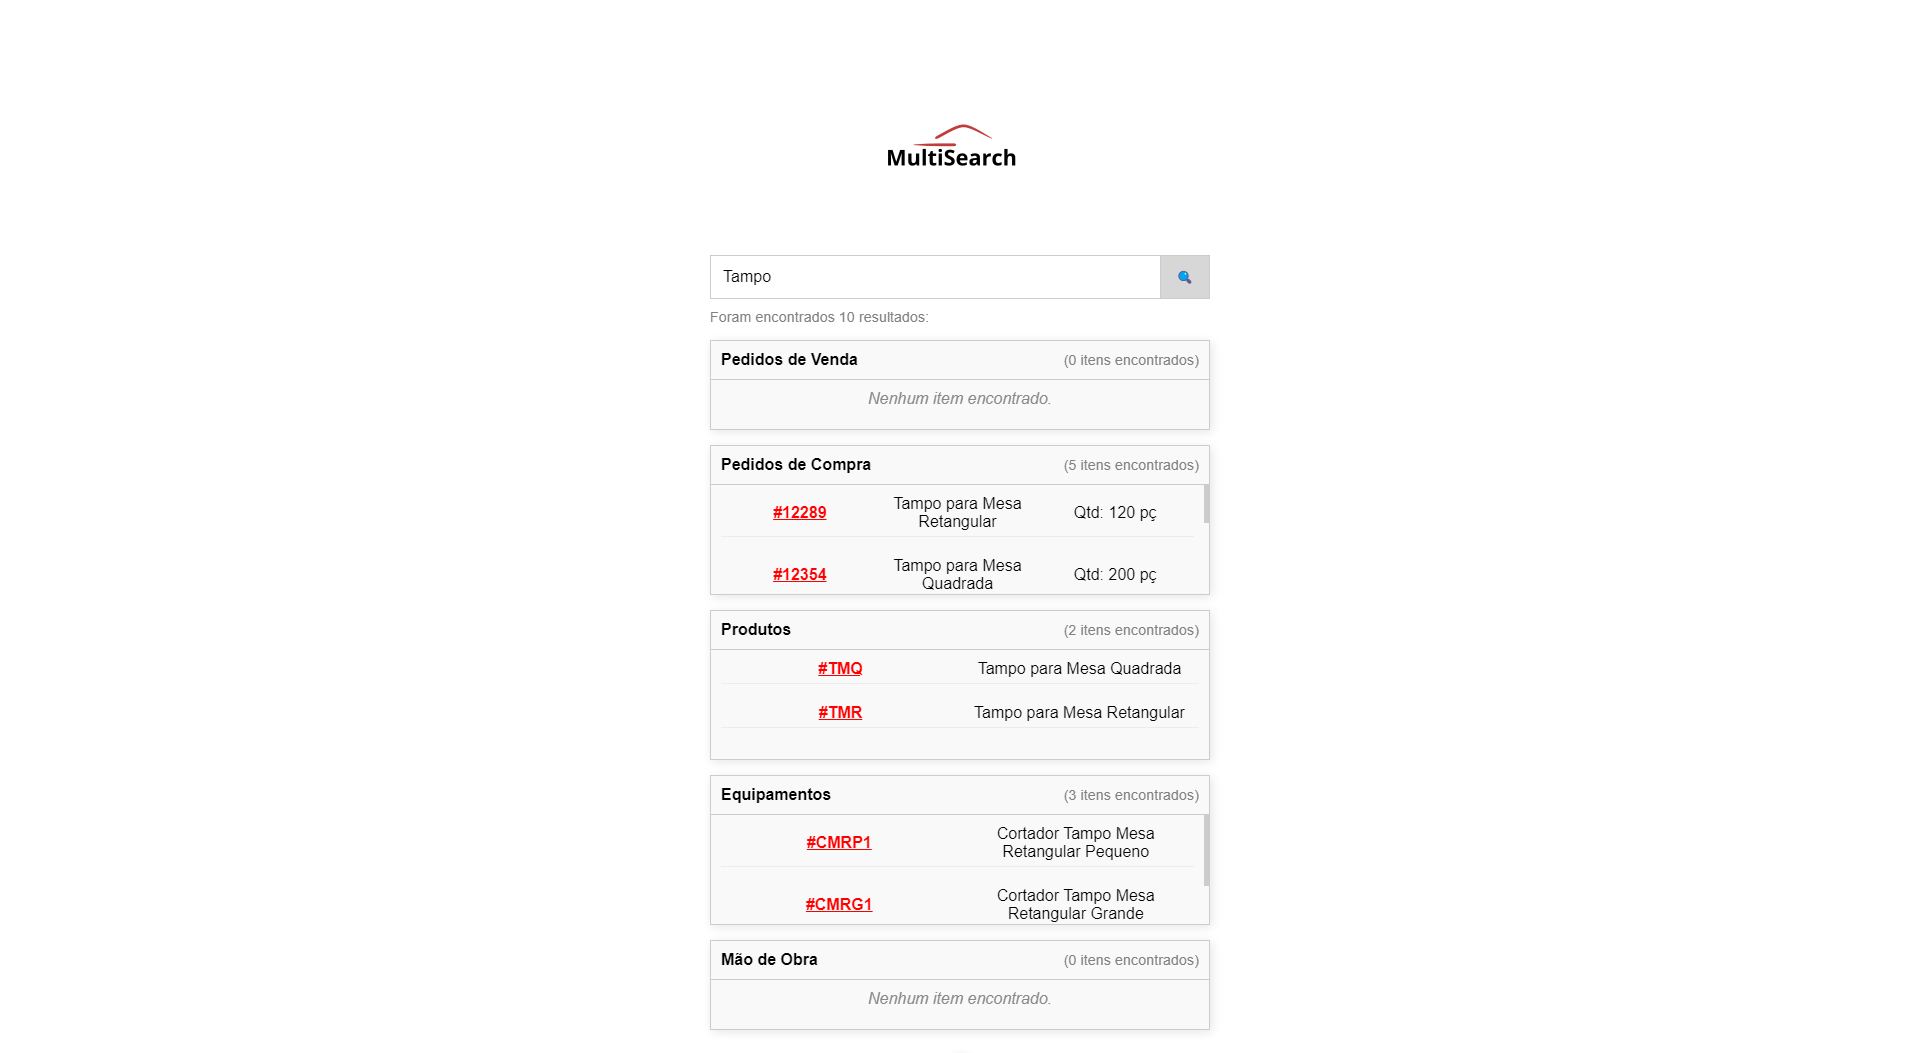 MultiSearch
Tampo
Foram encontrados 10 resultados:
Pedidos de Venda (0 itens encontrados)
Nenhum item encontrado.
Pedidos de Compra (5 itens encontrados)
#12289 Tampo para Mesa Retangular Qtd: 120 pç
#12354 Tampo para Mesa Quadrada Qtd: 200 pç
Produtos (2 itens encontrados)
#TMQ Tampo para Mesa Quadrada
#TMR Tampo para Mesa Retangular
Equipamentos (3 itens encontrados)
#CMRP1 Cortador Tampo Mesa Retangular Pequeno
#CMRG1 Cortador Tampo Mesa Retangular Grande
Mão de Obra (0 itens encontrados)
Nenhum item encontrado.